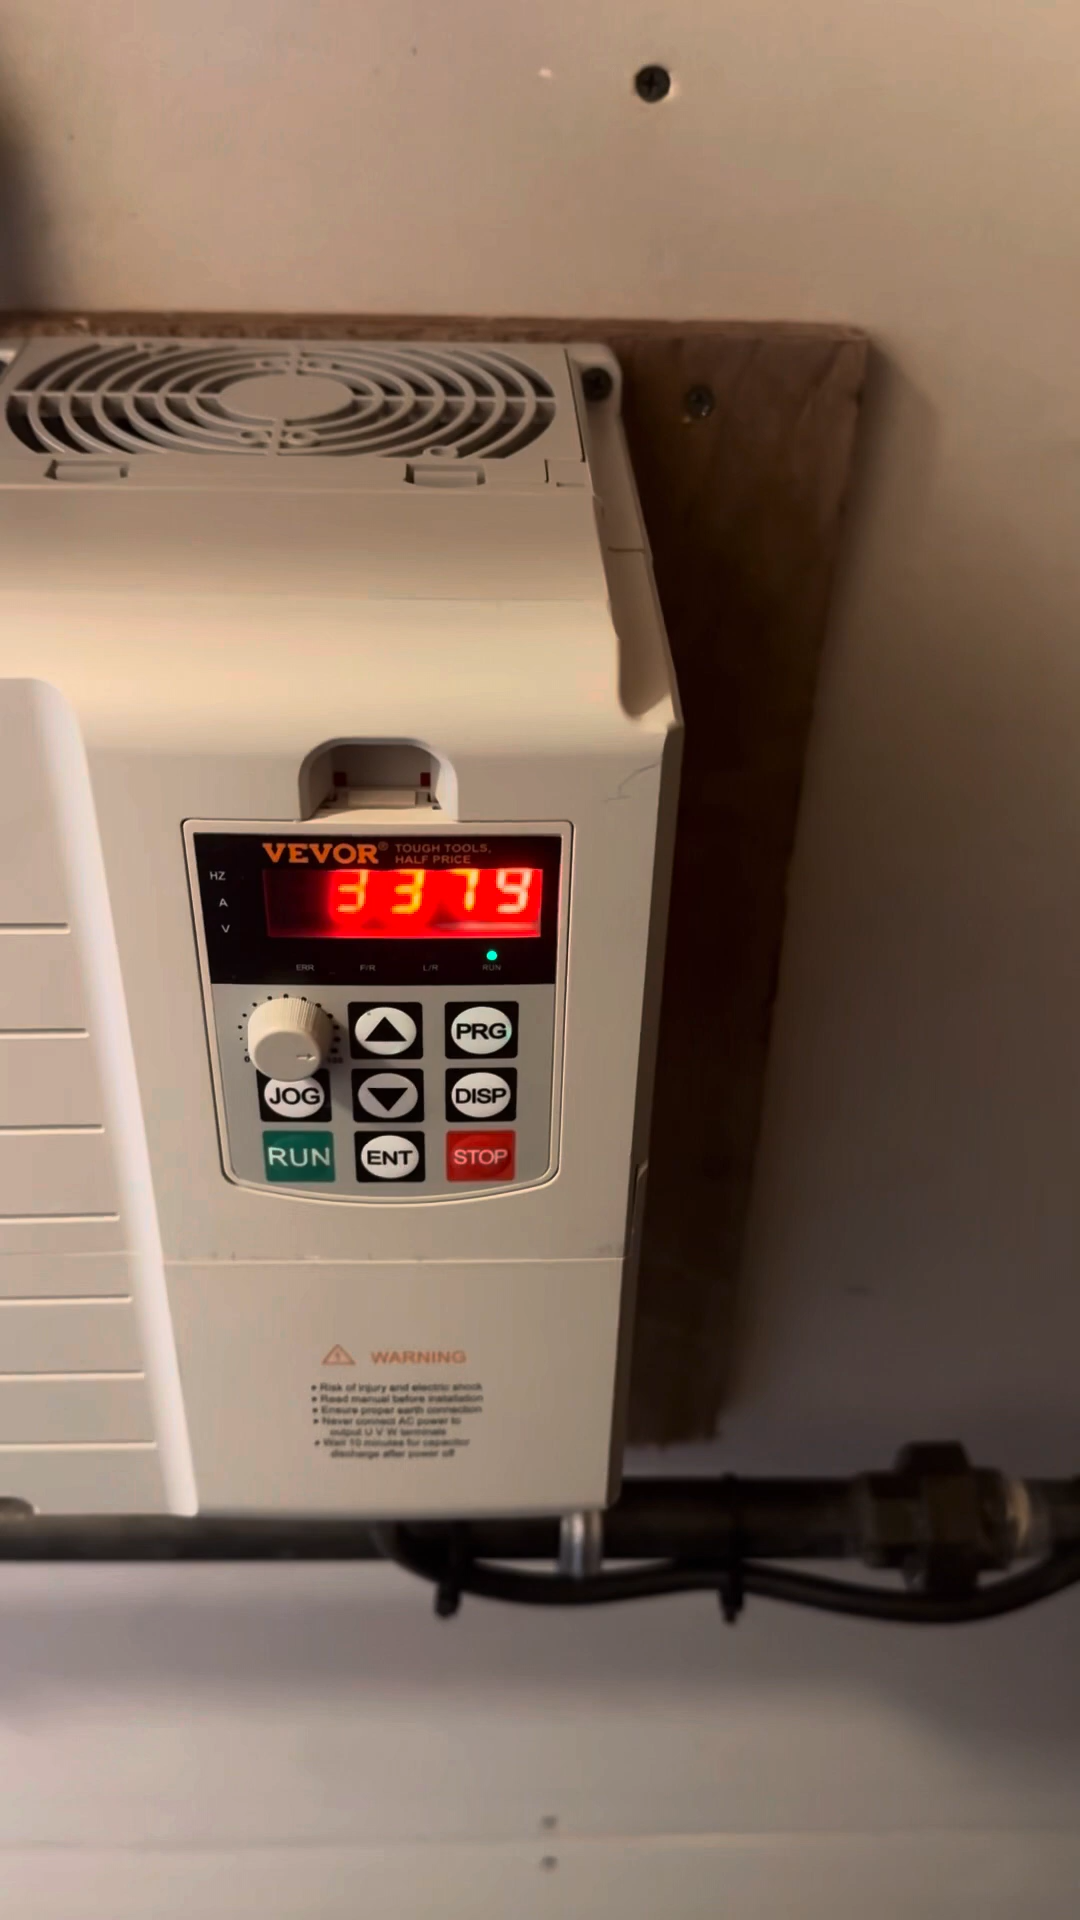 VEVOR® TOUGH TOOLS,
HALF PRICE
HZ
A
V
3379
ERR F/R L/R RUN
0 100
PRG
JOG DISP
RUN ENT STOP
WARNING
• Risk of injury and electric shock
• Read manual before installation
• Ensure proper earth connection
• Never connect AC power to
output U V W terminals
• Wait 10 minutes for capacitor
discharge after power off